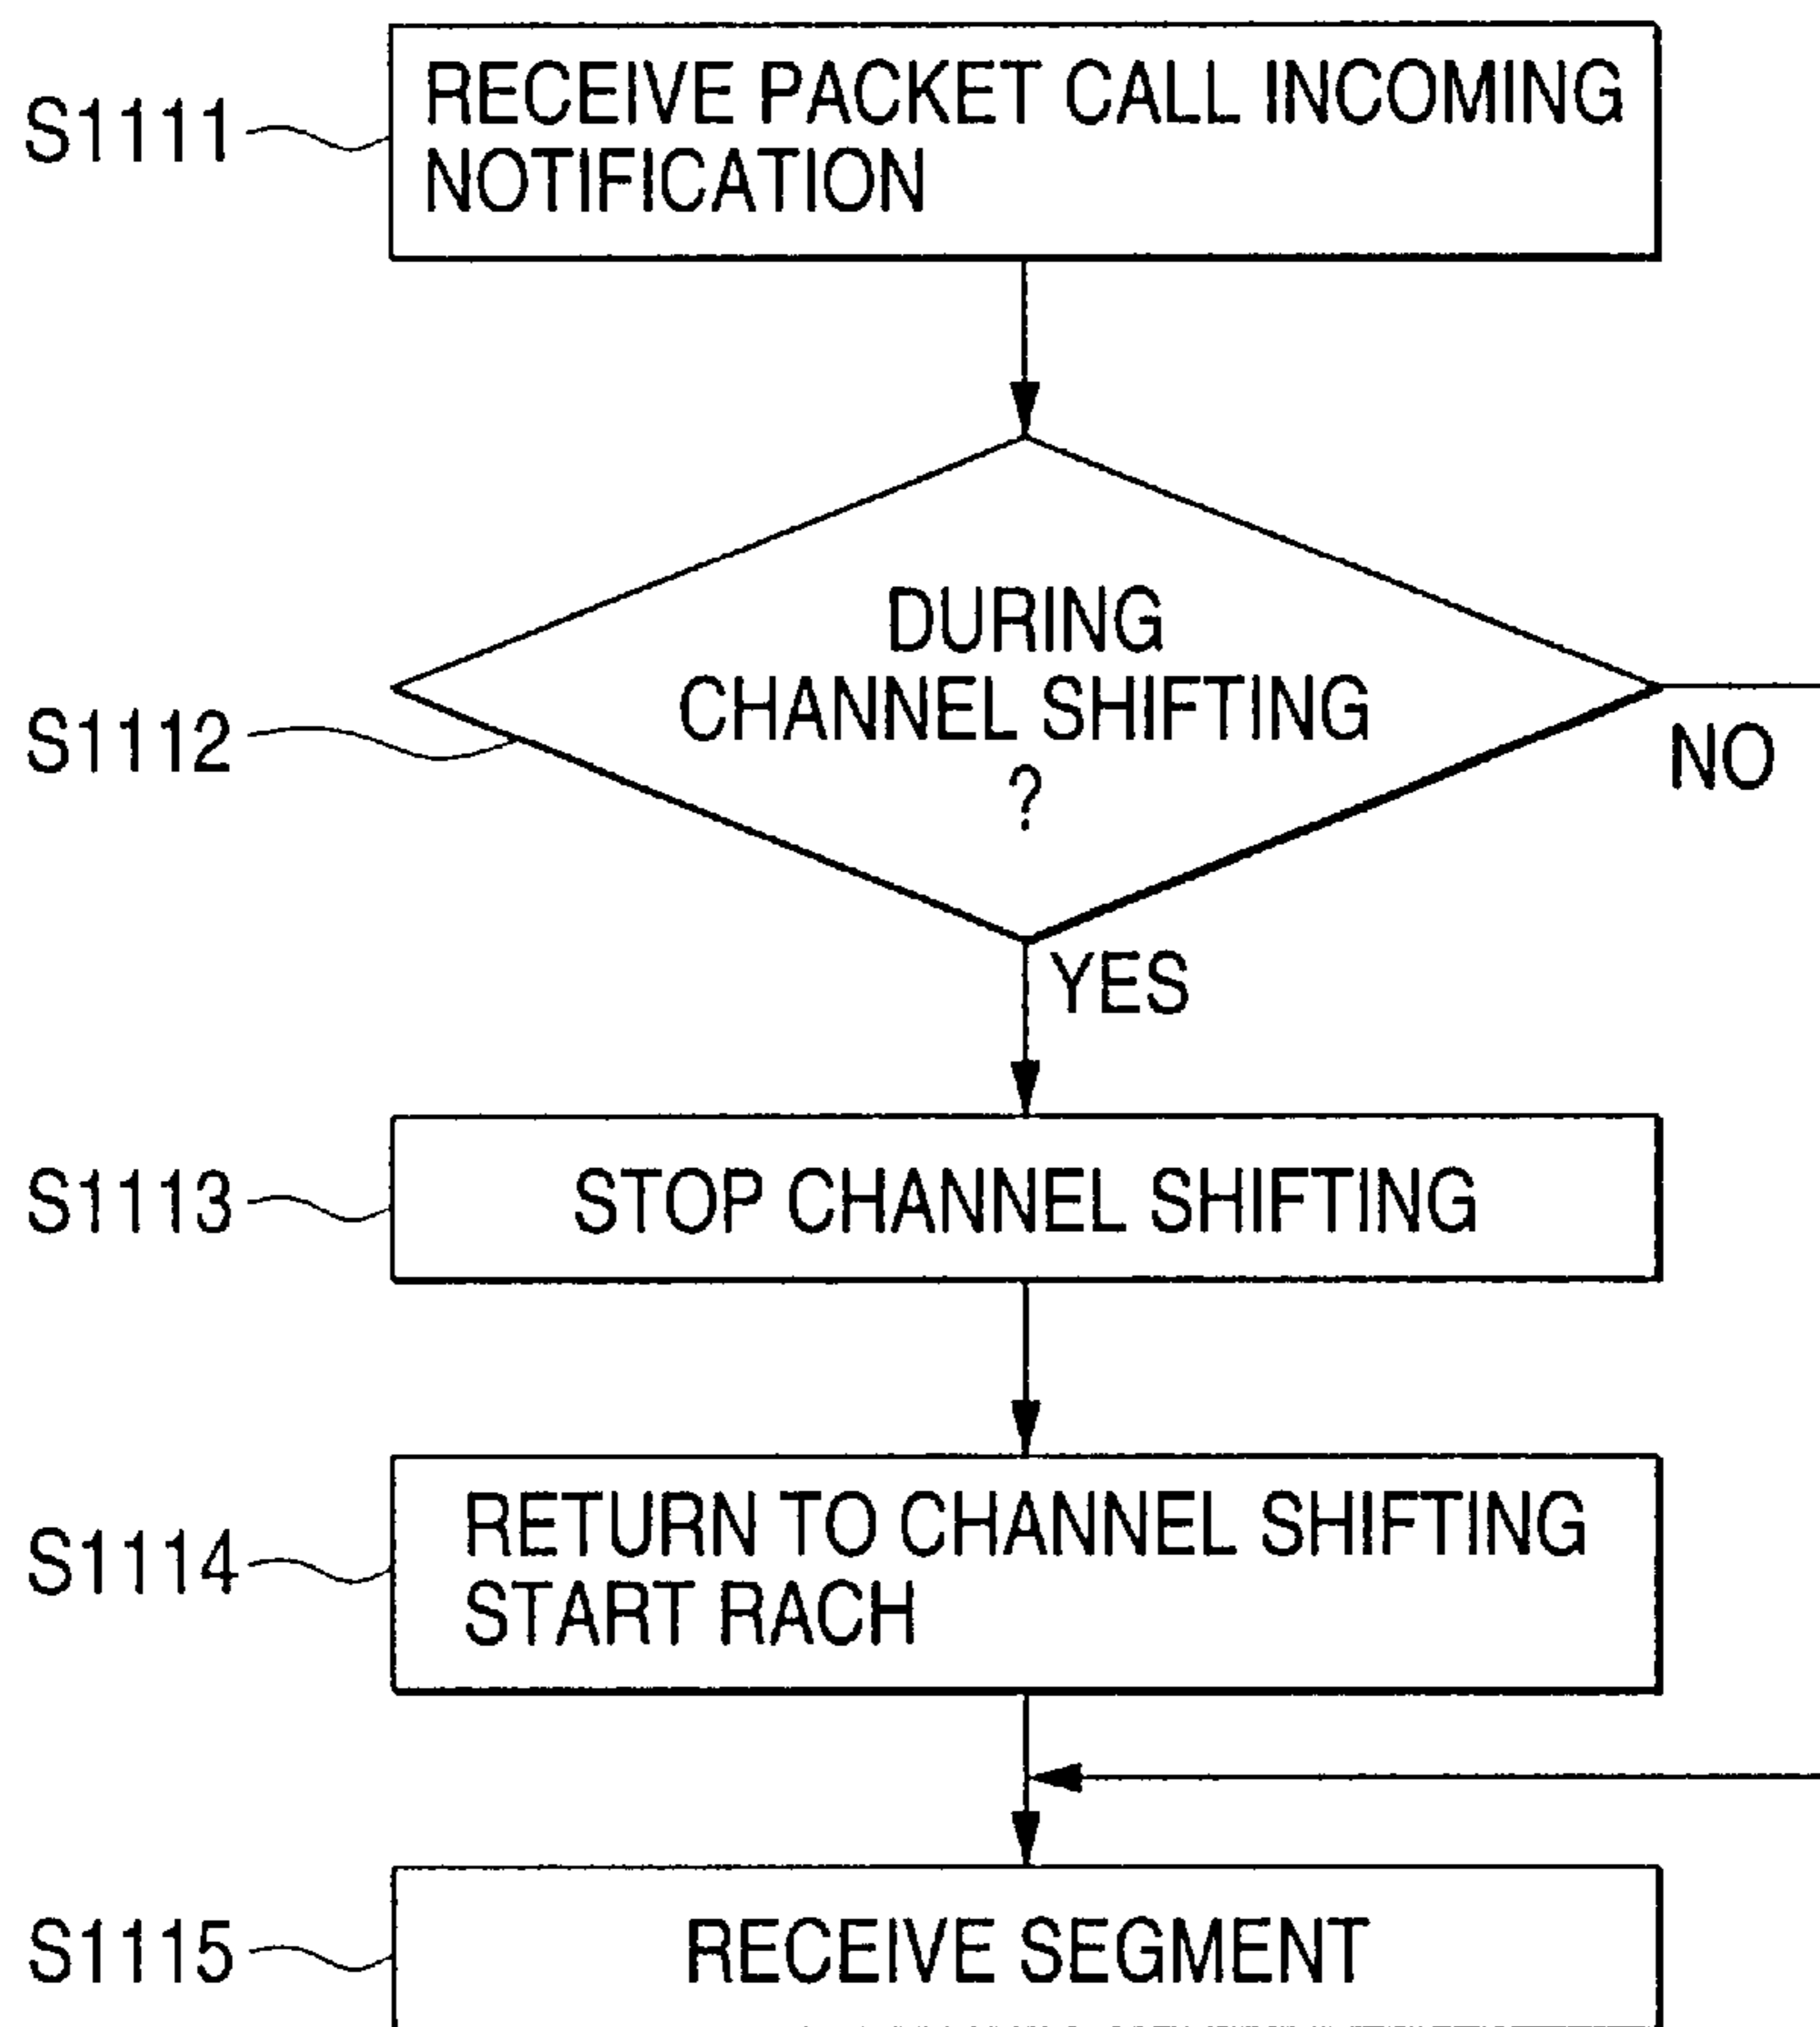 S1111
RECEIVE PACKET CALL INCOMING
NOTIFICATION
S1112
DURING
CHANNEL SHIFTING
?
NO
YES
S1113
STOP CHANNEL SHIFTING
S1114
RETURN TO CHANNEL SHIFTING
START RACH
S1115
RECEIVE SEGMENT